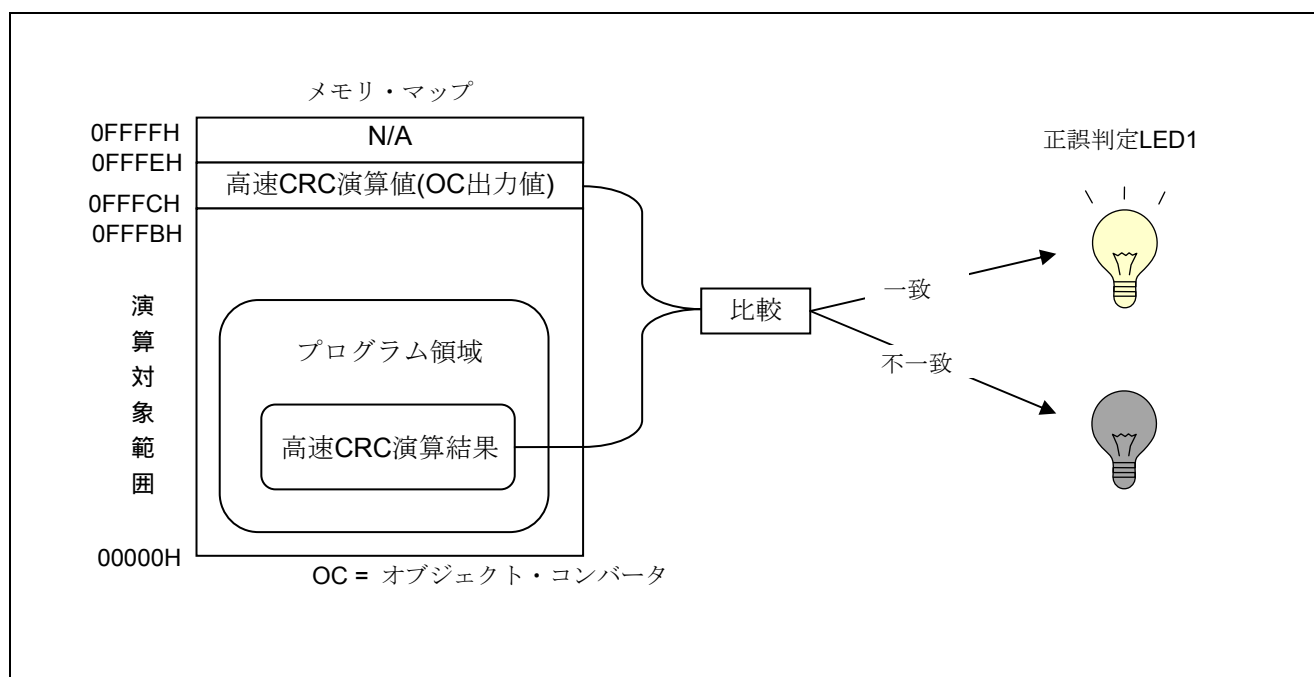 メモリ・マップ
0FFFFH
N/A
0FFFEH
高速CRC演算値(OC出力値)
0FFFCH
0FFFBH
演算対象範囲
プログラム領域
高速CRC演算結果
00000H
OC = オブジェクト・コンバータ
比較
一致
不一致
正誤判定LED1